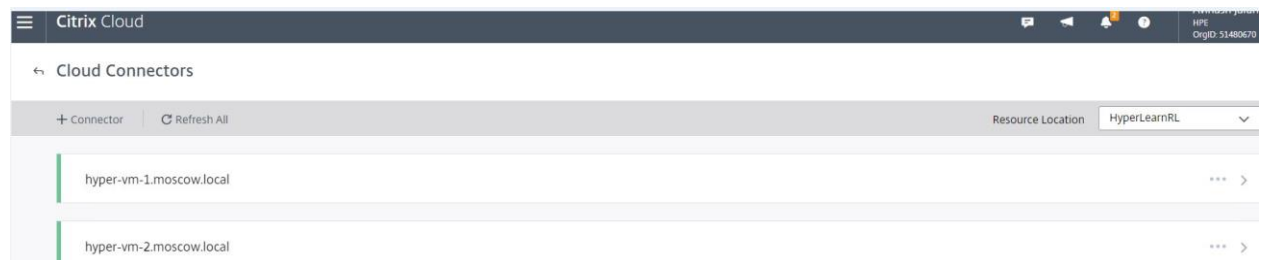 Citrix Cloud
2
HPE
OrgID: 51480670
Cloud Connectors
+ Connector
Refresh All
Resource Location
HyperLearnRL
hyper-vm-1.moscow.local
hyper-vm-2.moscow.local